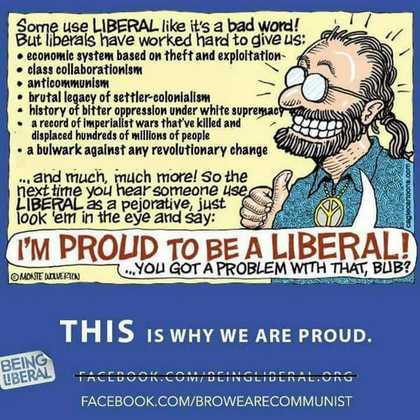 Some use LIBERAL like it's a bad word!
But liberals have worked hard to give us:
• economic system based on theft and exploitation
• class collaborationism
• anticommunism
• brutal legacy of settler-colonialism
• history of bitter oppression under white supremacy
• a record of imperialist wars that've killed and
displaced hundreds of millions of people
• a bulwark against any revolutionary change
... and much, much more! So the
next time you hear someone use
LIBERAL as a pejorative, just
look 'em in the eye and say:
I'M PROUD TO BE A LIBERAL!
...YOU GOT A PROBLEM WITH THAT, BUB?
© MONTE WOLVERTON
THIS IS WHY WE ARE PROUD.
BEING
LIBERAL
FACEBOOK.COM/BEINGLIBERAL.ORG
FACEBOOK.COM/BROWEARECOMMUNIST